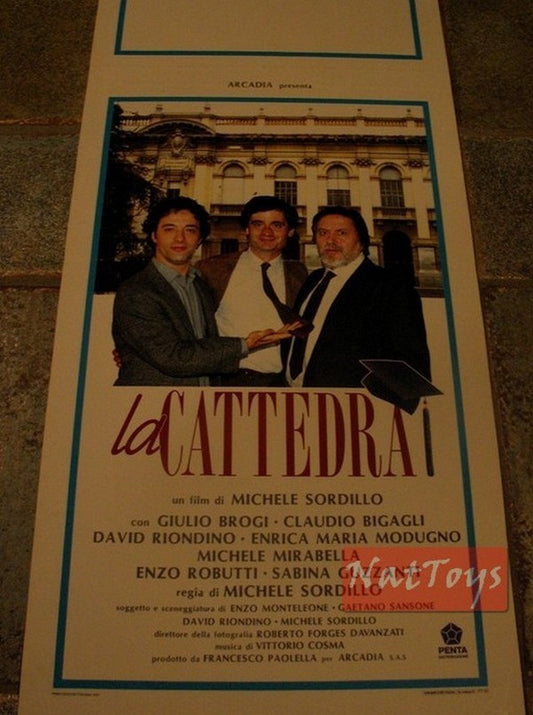 ARCADIA presenta
la CATTEDRA
un film di MICHELE SORDILLO
con GIULIO BROGI · CLAUDIO BIGAGLI
DAVID RIONDINO · ENRICA MARIA MODUGNO
MICHELE MIRABELLA
ENZO ROBUTTI · SABINA GUZZANTI
NatToys
regia di MICHELE SORDILLO
soggetto e sceneggiatura di ENZO MONTELEONE · GAETANO SANSONE
DAVID RIONDINO · MICHELE SORDILLO
direttore della fotografia ROBERTO FORGES DAVANZATI
musica di VITTORIO COSMA
prodotto da FRANCESCO PAOLELLA per ARCADIA S.A.S
PENTA
DISTRIBUZIONE